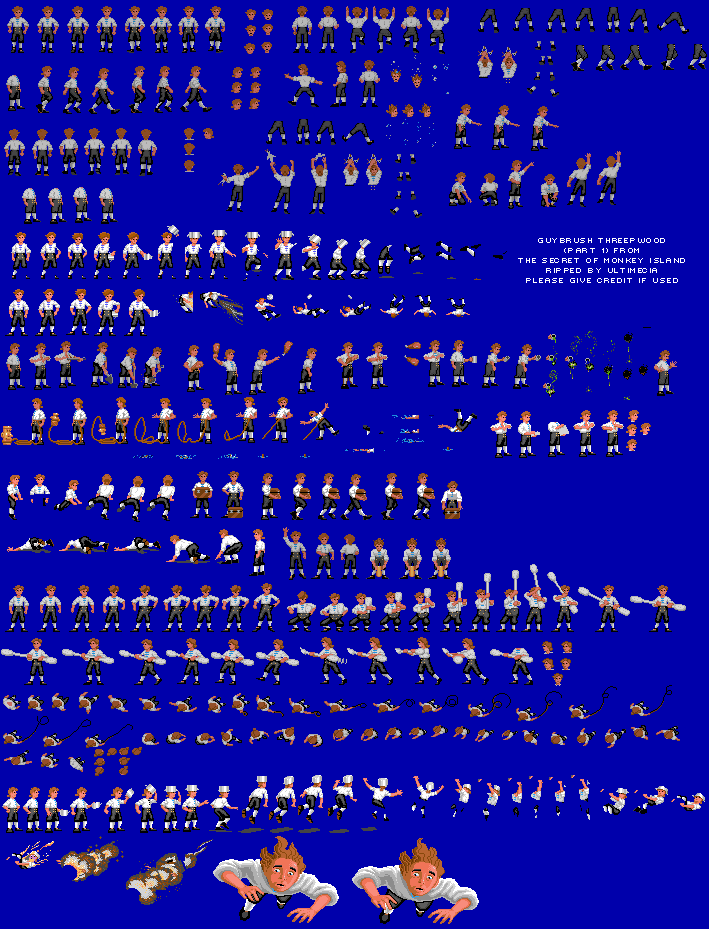 GUYBRUSH THREEPWOOD
(PART 1) FROM
THE SECRET OF MONKEY ISLAND
RIPPED BY ULTIMECIA
PLEASE GIVE CREDIT IF USED